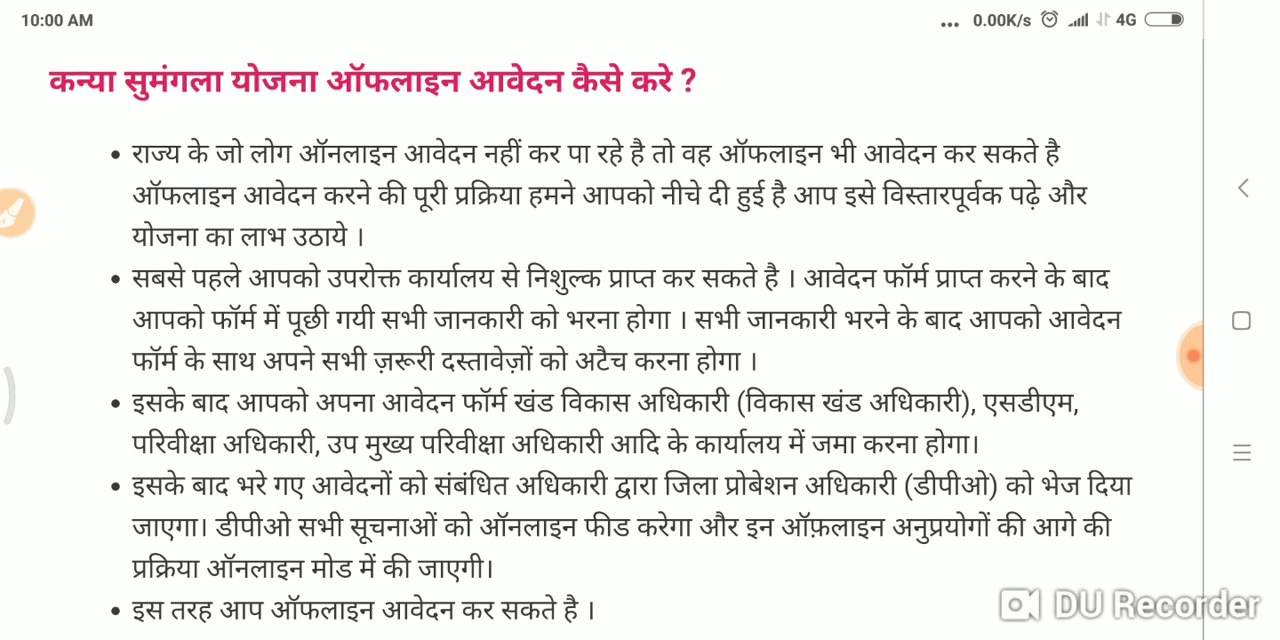 10:00 AM
... 0.00K/s 4G
कन्या सुमंगला योजना ऑफलाइन आवेदन कैसे करे ?
• राज्य के जो लोग ऑनलाइन आवेदन नहीं कर पा रहे है तो वह ऑफलाइन भी आवेदन कर सकते है
ऑफलाइन आवेदन करने की पूरी प्रक्रिया हमने आपको नीचे दी हुई है आप इसे विस्तारपूर्वक पढ़े और
योजना का लाभ उठाये ।
• सबसे पहले आपको उपरोक्त कार्यालय से निशुल्क प्राप्त कर सकते है । आवेदन फॉर्म प्राप्त करने के बाद
आपको फॉर्म में पूछी गयी सभी जानकारी को भरना होगा । सभी जानकारी भरने के बाद आपको आवेदन
फॉर्म के साथ अपने सभी ज़रूरी दस्तावेज़ों को अटैच करना होगा ।
• इसके बाद आपको अपना आवेदन फॉर्म खंड विकास अधिकारी (विकास खंड अधिकारी), एसडीएम,
परिवीक्षा अधिकारी, उप मुख्य परिवीक्षा अधिकारी आदि के कार्यालय में जमा करना होगा।
• इसके बाद भरे गए आवेदनों को संबंधित अधिकारी द्वारा जिला प्रोबेशन अधिकारी (डीपीओ) को भेज दिया
जाएगा। डीपीओ सभी सूचनाओं को ऑनलाइन फीड करेगा और इन ऑफ़लाइन अनुप्रयोगों की आगे की
प्रक्रिया ऑनलाइन मोड में की जाएगी।
• इस तरह आप ऑफलाइन आवेदन कर सकते है ।
DU Recorder